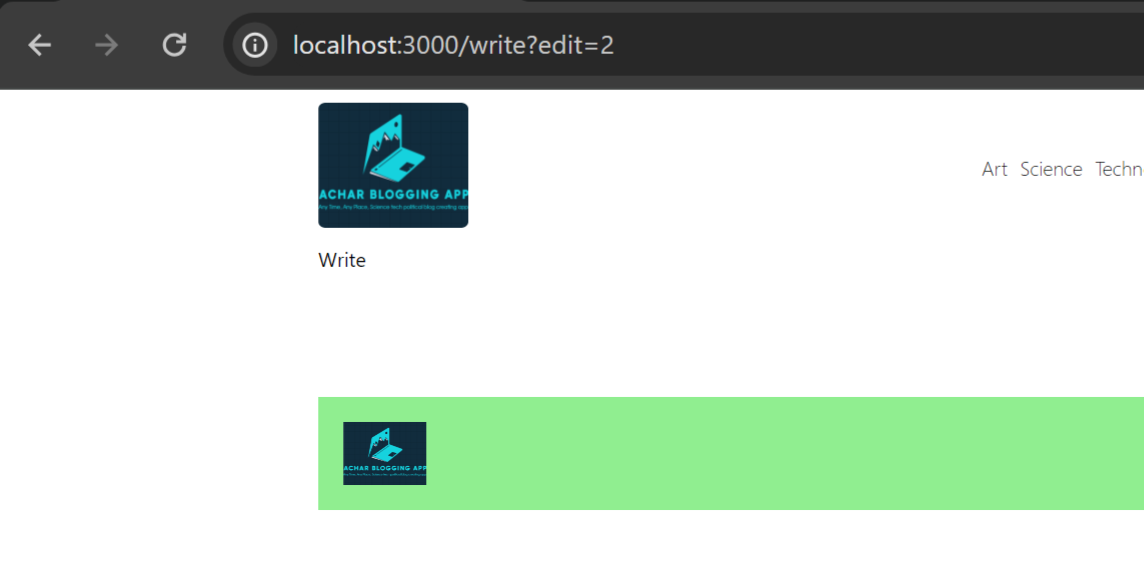 localhost:3000/write?edit=2
ACHAR BLOGGING APP
Any Time, Any Place, Science tech political blog creating app
Art Science Techn
Write
ACHAR BLOGGING APP